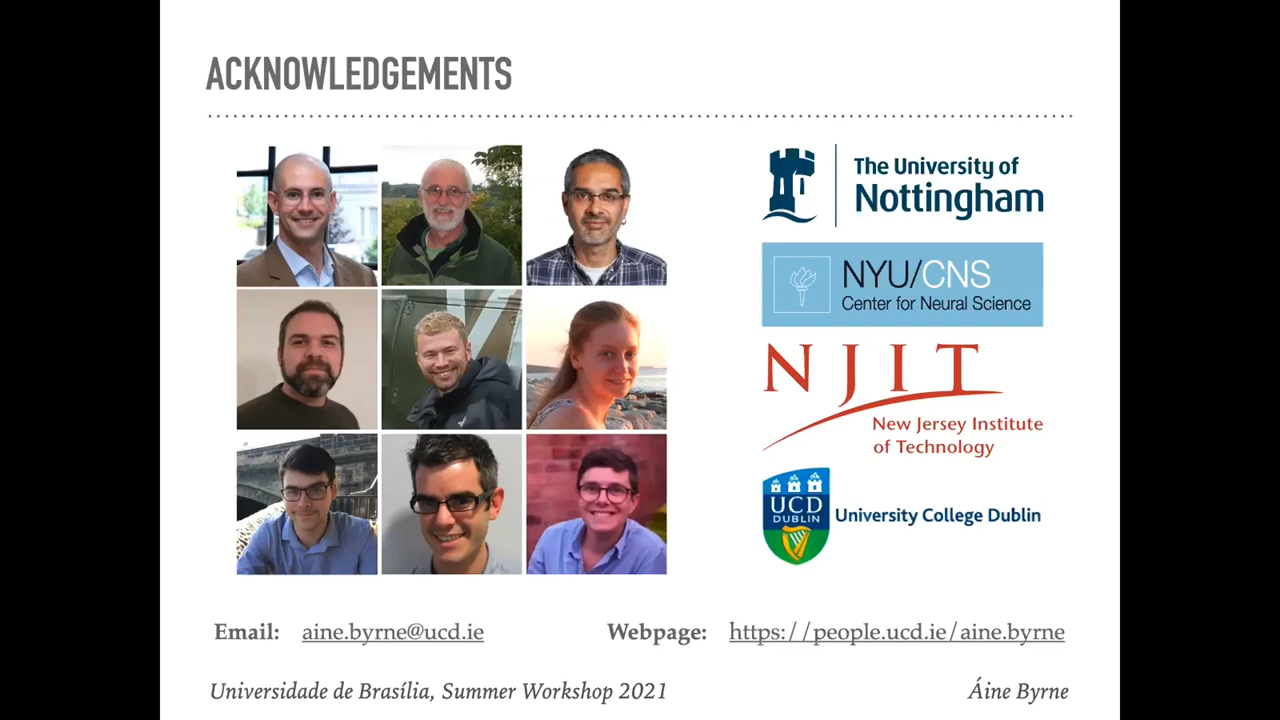 ACKNOWLEDGEMENTS
The University of
Nottingham
NYU/CNS
Center for Neural Science
NJIT
New Jersey Institute
of Technology
UCD
DUBLIN
University College Dublin
Email: aine.byrne@ucd.ie
Webpage: https://people.ucd.ie/aine.byrne
Universidade de Brasília, Summer Workshop 2021
Áine Byrne